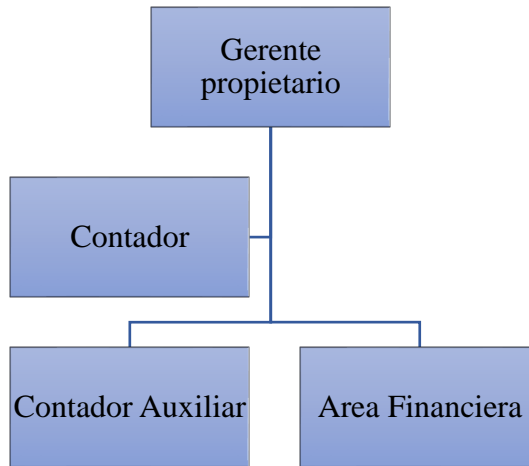 Gerente
propietario
Contador
Contador Auxiliar
Area Financiera